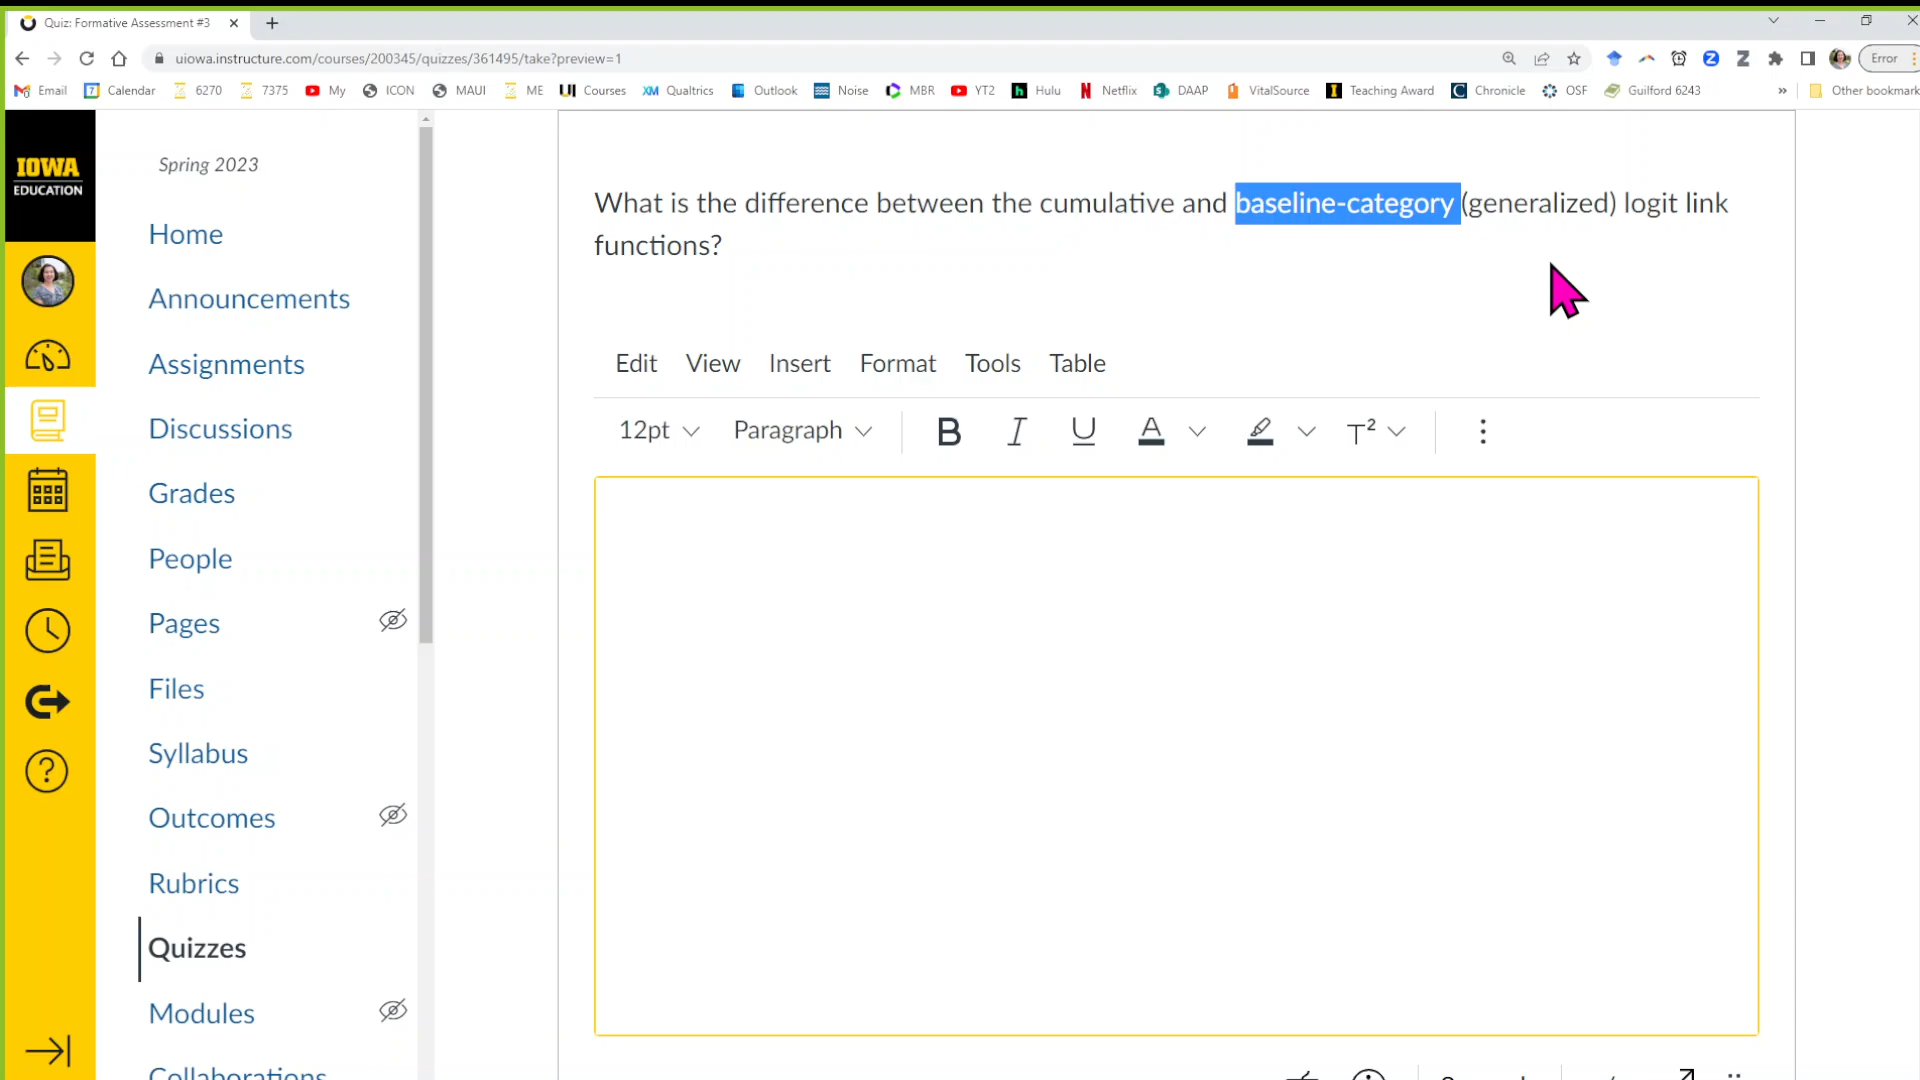 Quiz: Formative Assessment #3
uiowa.instructure.com/courses/200345/quizzes/361495/take?preview=1
Error
Email Calendar 6270 7375 My ICON MAUI ME Courses Qualtrics Outlook Noise MBR YT2 Hulu Netflix DAAP VitalSource Teaching Award Chronicle OSF Guilford 6243 » Other bookmark
IOWA
EDUCATION
Spring 2023
Home
Announcements
Assignments
Discussions
Grades
People
Pages
Files
Syllabus
Outcomes
Rubrics
Quizzes
Modules
Collaborations
What is the difference between the cumulative and baseline-category (generalized) logit link
functions?
Edit View Insert Format Tools Table
12pt Paragraph B I U A T²